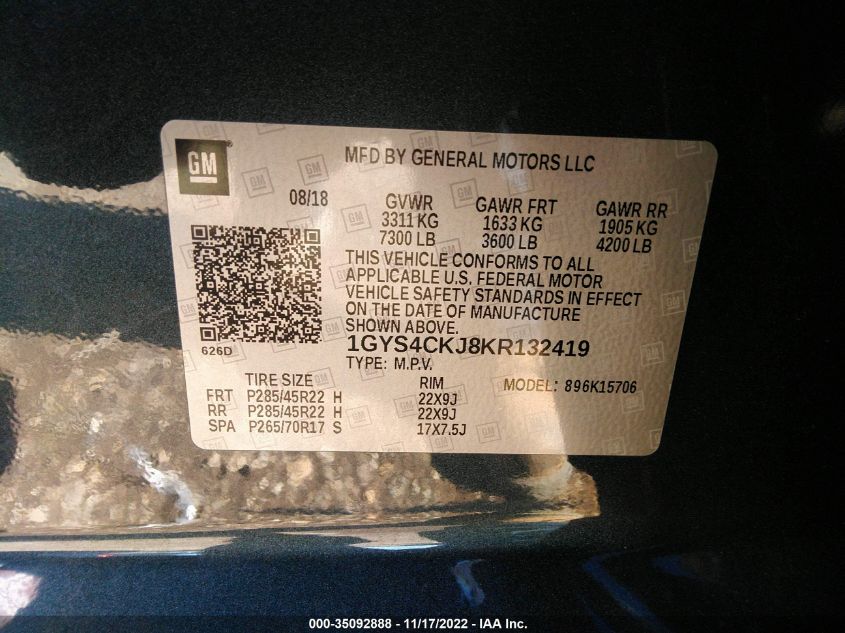 GM
MFD BY GENERAL MOTORS LLC
08/18
GVWR
3311 KG
7300 LB
GAWR FRT
1633 KG
3600 LB
GAWR RR
1905 KG
4200 LB
THIS VEHICLE CONFORMS TO ALL
APPLICABLE U.S. FEDERAL MOTOR
VEHICLE SAFETY STANDARDS IN EFFECT
ON THE DATE OF MANUFACTURE
SHOWN ABOVE.
626D
1GYS4CKJ8KR132419
TYPE: M.P.V.
TIRE SIZE RIM MODEL: 896K15706
FRT P285/45R22 H 22X9J
RR P285/45R22 H 22X9J
SPA P265/70R17 S 17X7.5J
000-35092888 - 11/17/2022 - IAA Inc.